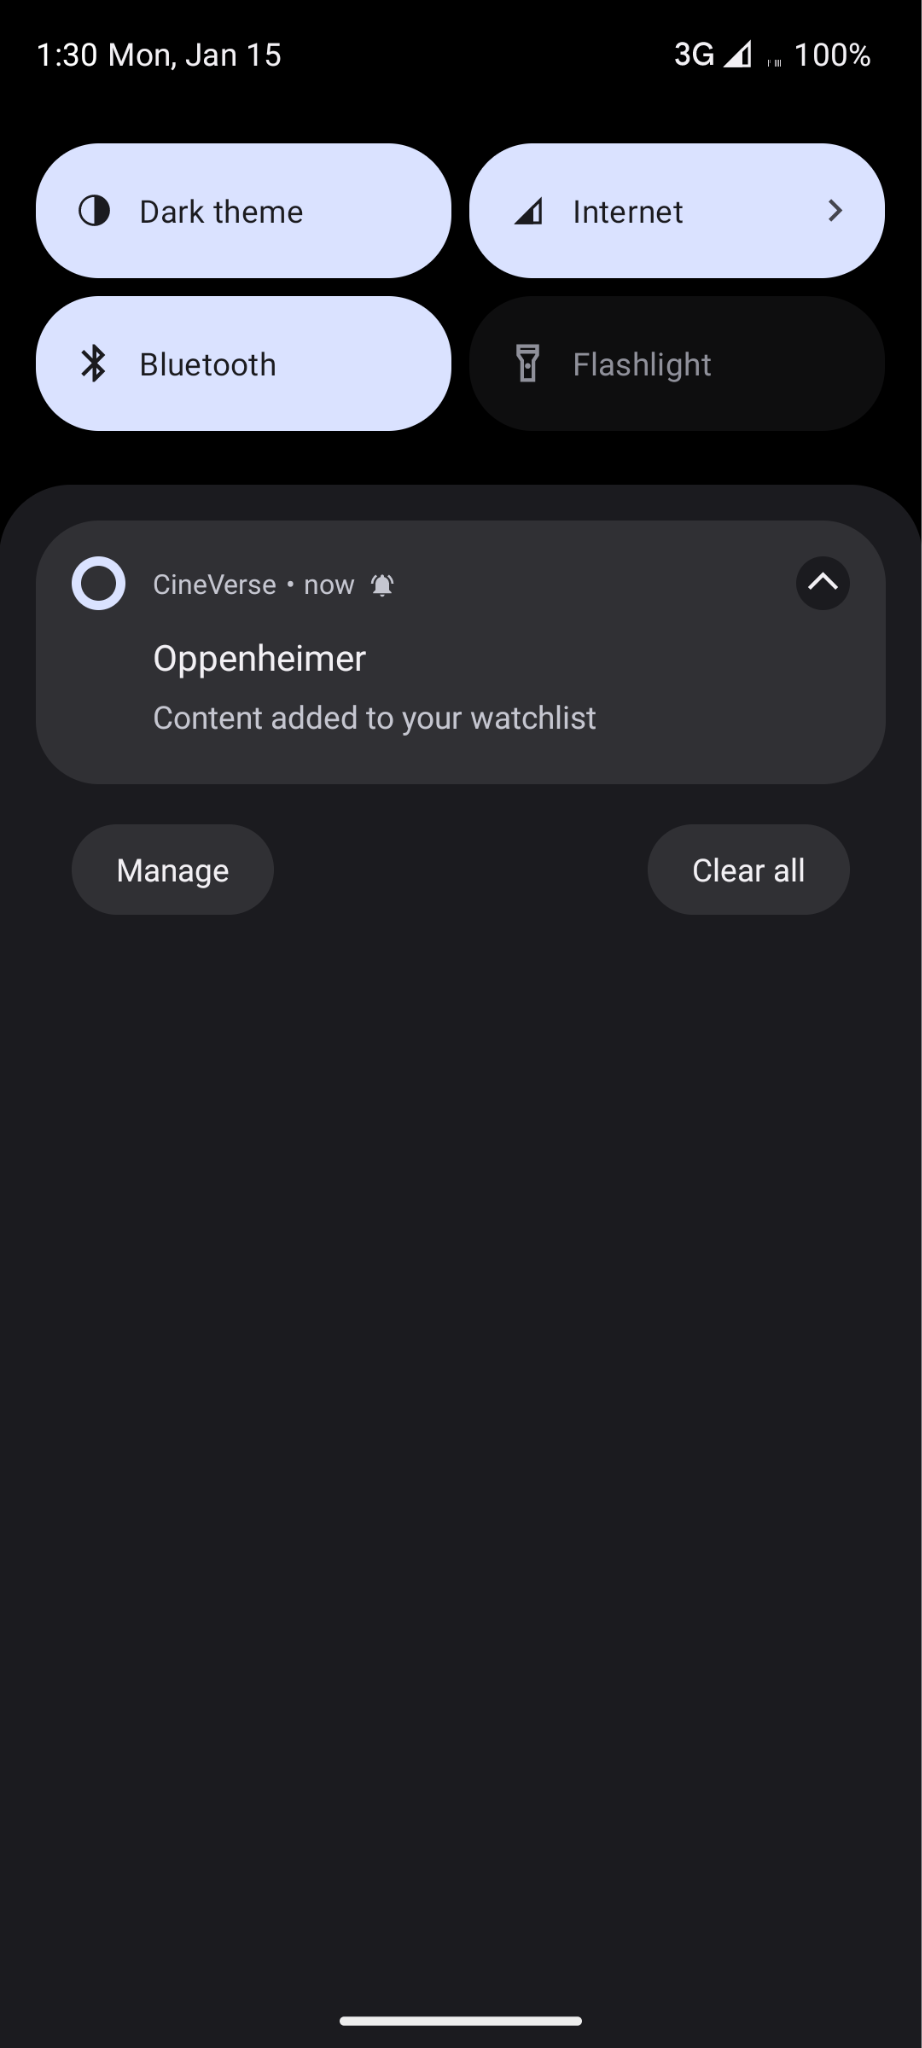 1:30 Mon, Jan 15 3G 100%
Dark theme Internet
Bluetooth Flashlight
CineVerse • now
Oppenheimer
Content added to your watchlist
Manage Clear all